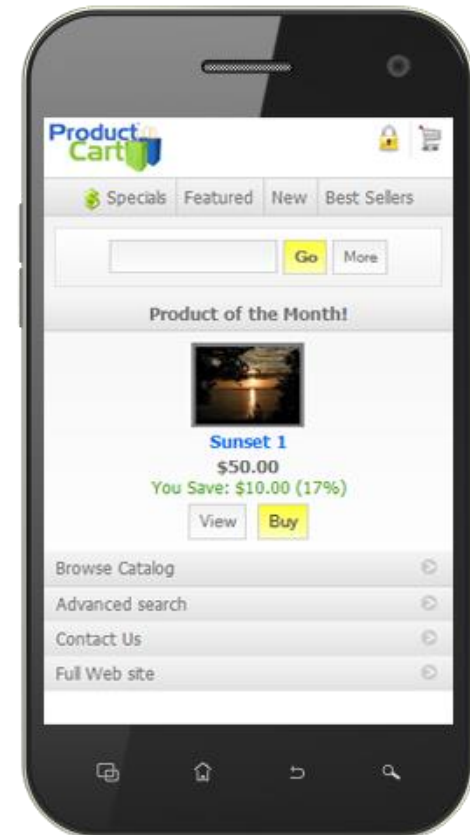 Product
Cart
Specials Featured New Best Sellers
Go More
Product of the Month!
Sunset 1
$50.00
You Save: $10.00 (17%)
View Buy
Browse Catalog
Advanced search
Contact Us
Full Web site